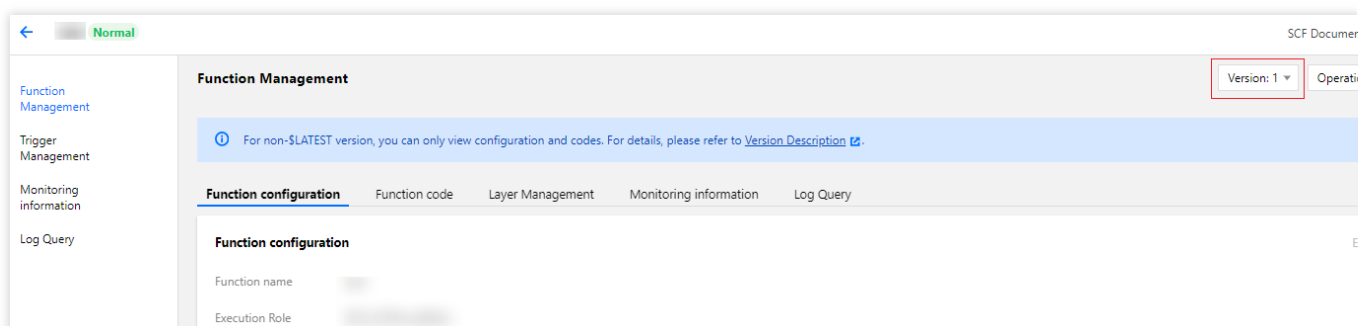 Normal
SCF Documen
Function Management
Version: 1
Operati
Function
Management
Trigger
Management
Monitoring
information
Log Query
For non-$LATEST version, you can only view configuration and codes. For details, please refer to Version Description.
Function configuration Function code Layer Management Monitoring information Log Query
Function configuration
E
Function name
Execution Role